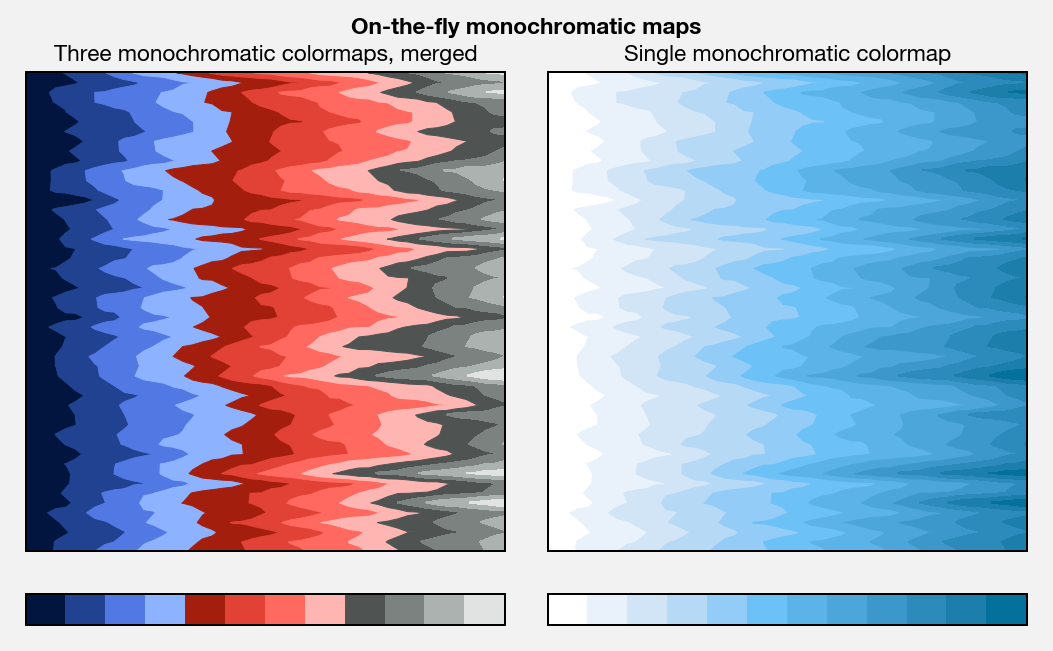 On-the-fly monochromatic maps
Three monochromatic colormaps, merged
Single monochromatic colormap